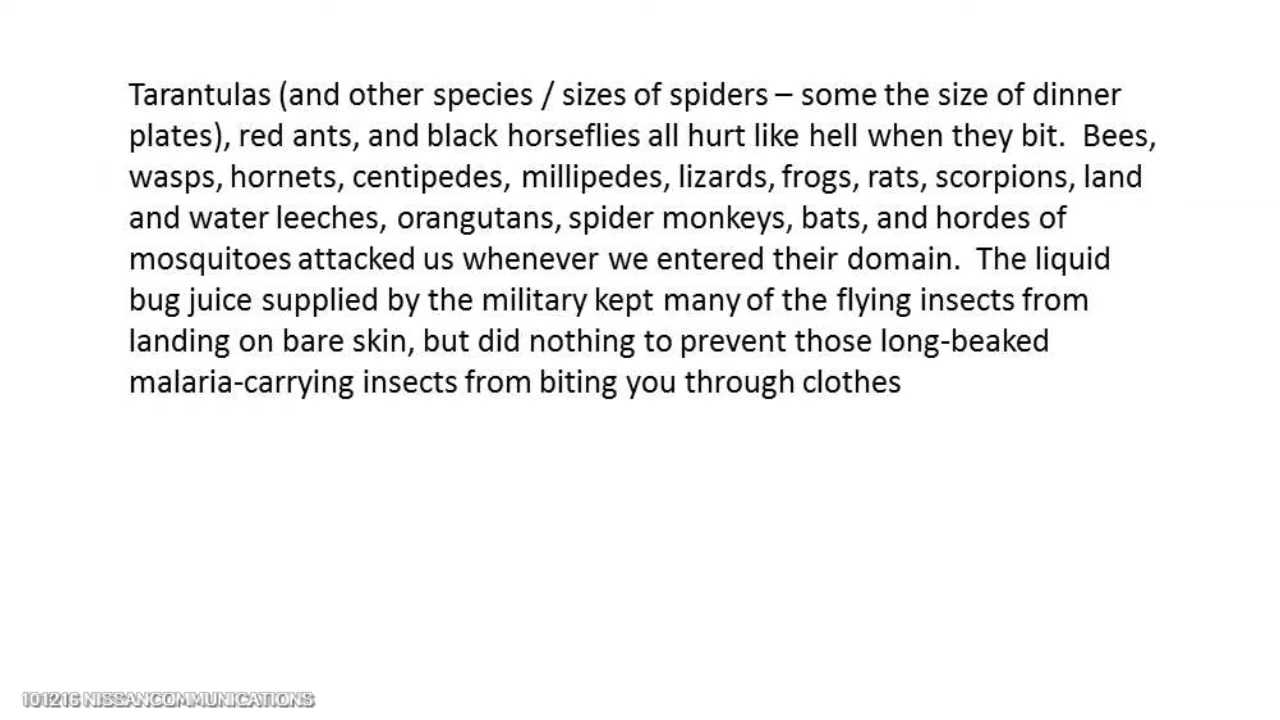 Tarantulas (and other species / sizes of spiders – some the size of dinner
plates), red ants, and black horseflies all hurt like hell when they bit.  Bees,
wasps, hornets, centipedes, millipedes, lizards, frogs, rats, scorpions, land
and water leeches, orangutans, spider monkeys, bats, and hordes of
mosquitoes attacked us whenever we entered their domain.  The liquid
bug juice supplied by the military kept many of the flying insects from
landing on bare skin, but did nothing to prevent those long-beaked
malaria-carrying insects from biting you through clothes
101216 NISSANCOMMUNICATIONS